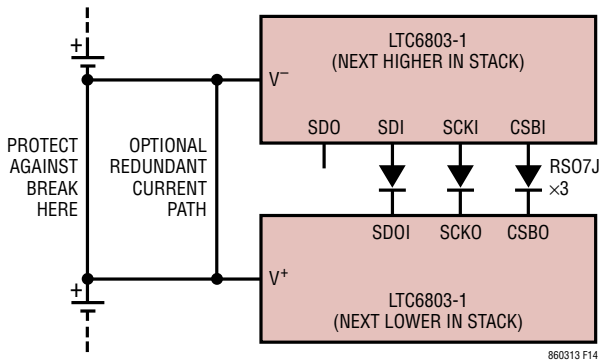 LTC6803-1
(NEXT HIGHER IN STACK)
+
V–
SDO SDI SCKI CSBI
PROTECT
AGAINST
BREAK
HERE
OPTIONAL
REDUNDANT
CURRENT
PATH
RSO7J
×3
SDOI SCKO CSBO
+
V+
LTC6803-1
(NEXT LOWER IN STACK)
860313 F14